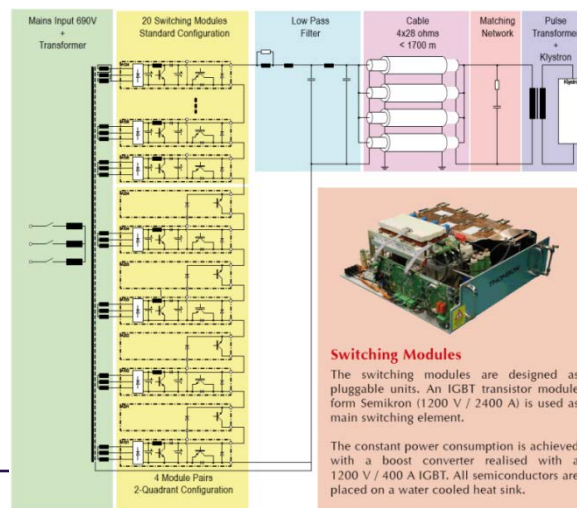 Mains Input 690V
+
Transformer
20 Switching Modules
Standard Configuration
Low Pass
Filter
Cable
4x28 ohms
< 1700 m
Matching
Network
Pulse
Transformer
+
Klystron
Klystron
4 Module Pairs
2-Quadrant Configuration
THOMSON
Switching Modules
The switching modules are designed as
pluggable units. An IGBT transistor module
form Semikron (1200 V / 2400 A) is used as
main switching element.
The constant power consumption is achieved
with a boost converter realised with a
1200 V / 400 A IGBT. All semiconductors are
placed on a water cooled heat sink.